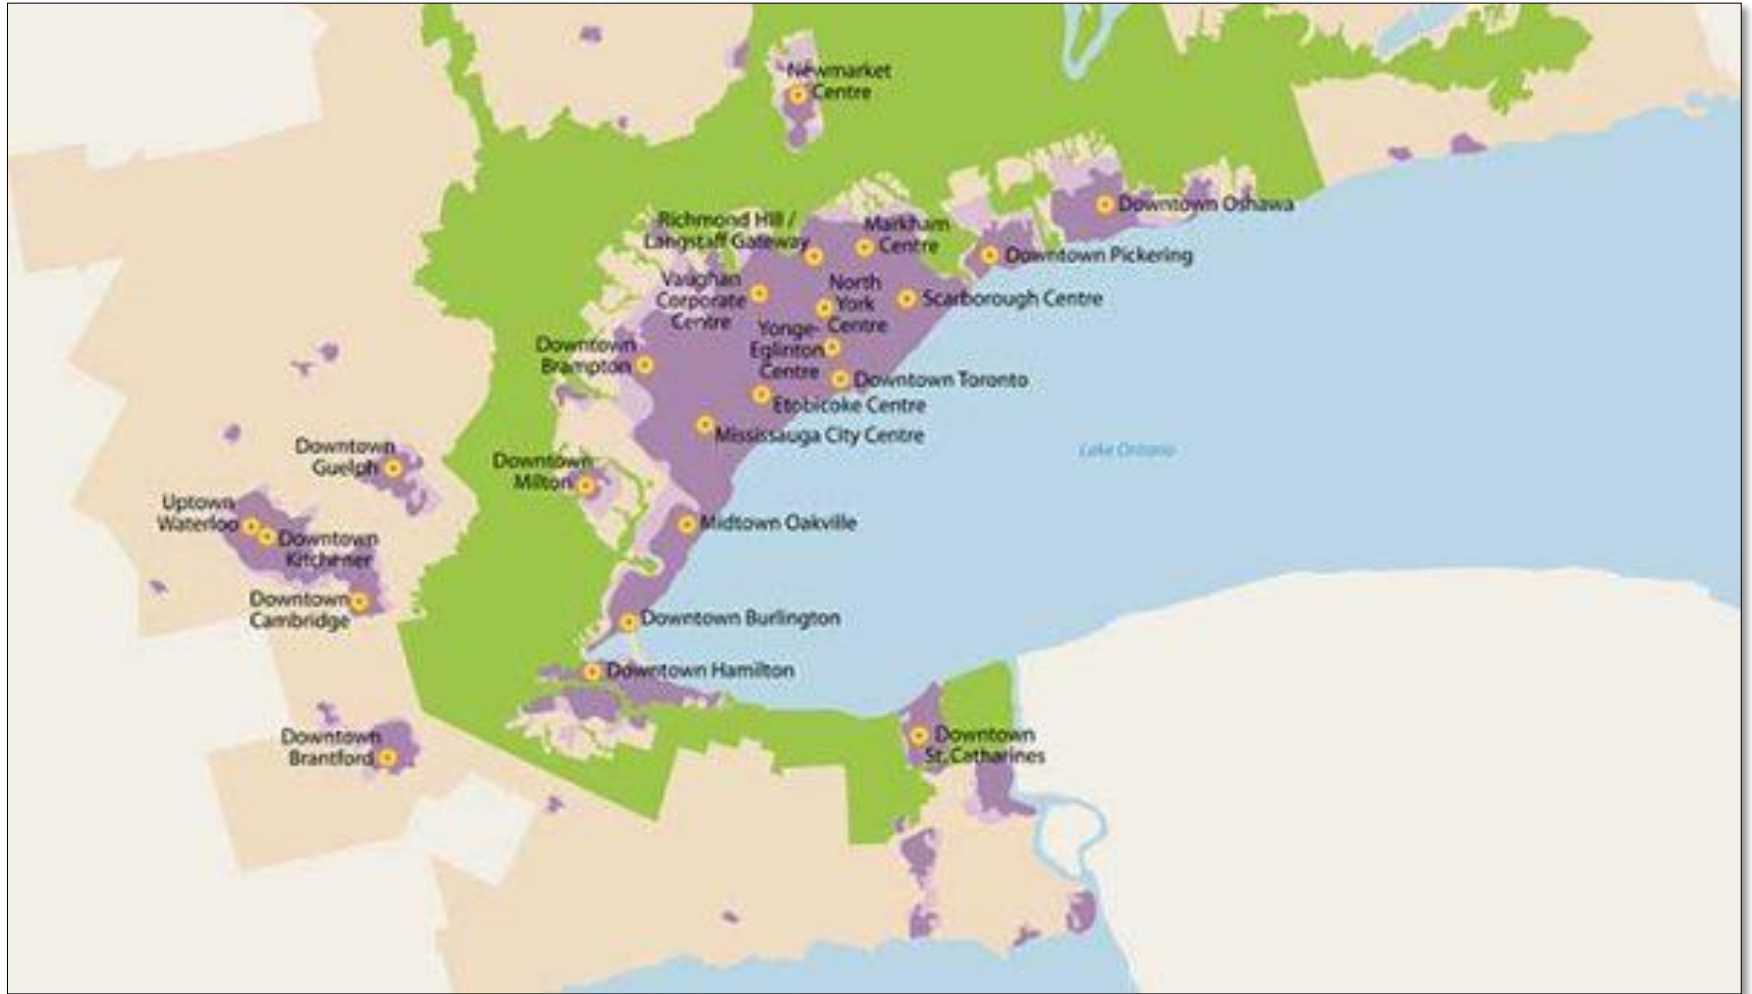 Newmarket
Centre
Downtown Oshawa
Richmond Hill /
Langstaff Gateway
Markham
Centre
Downtown Pickering
Vaughan
Corporate
Centre
North
York
Centre
Scarborough Centre
Yonge-
Eglinton
Centre
Downtown
Brampton
Downtown Toronto
Etobicoke Centre
Mississauga City Centre
Lake Ontario
Downtown
Guelph
Downtown
Milton
Uptown
Waterloo
Downtown
Kitchener
Midtown Oakville
Downtown
Cambridge
Downtown Burlington
Downtown Hamilton
Downtown
Brantford
Downtown
St. Catharines